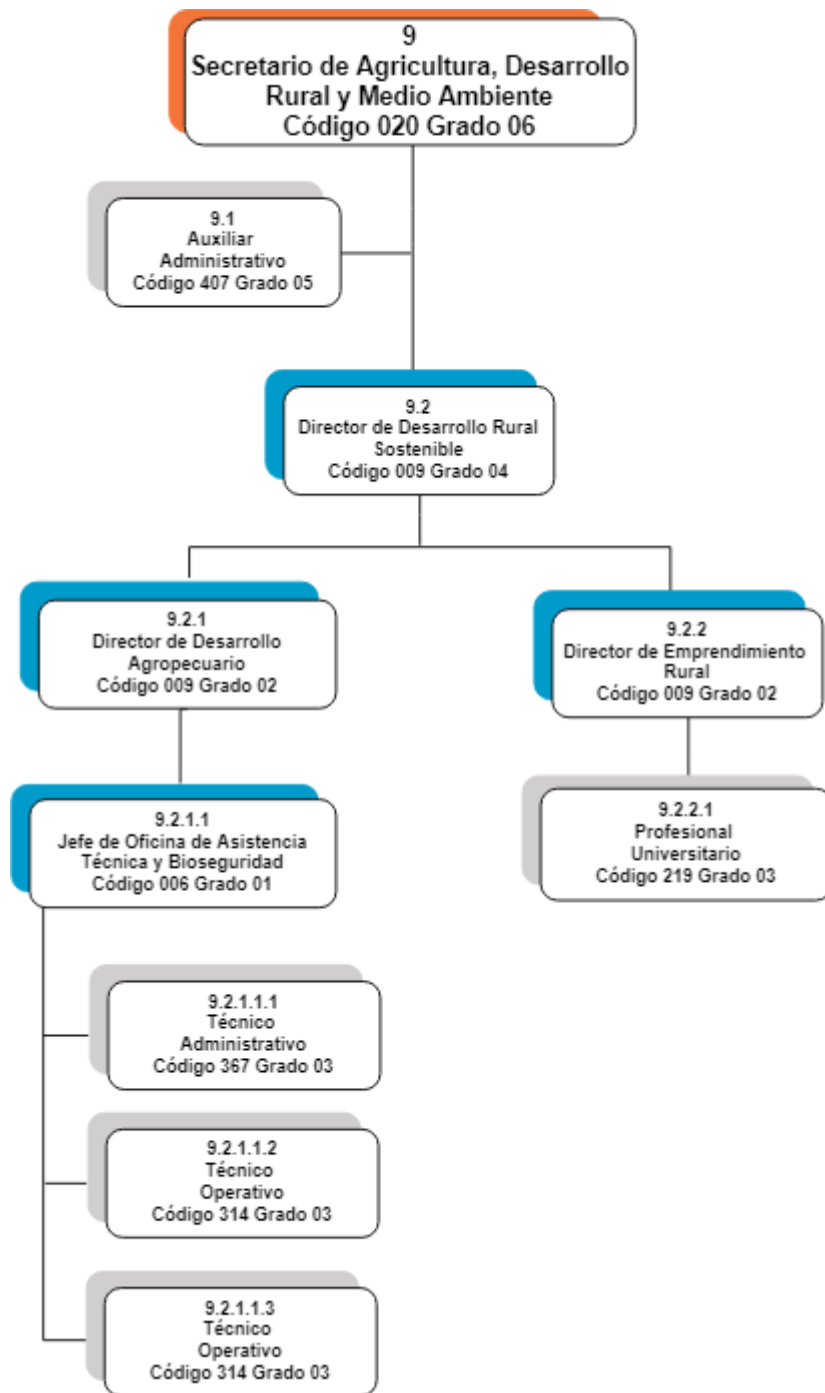 9
Secretario de Agricultura, Desarrollo
Rural y Medio Ambiente
Código 020 Grado 06
9.1
Auxiliar
Administrativo
Código 407 Grado 05
9.2
Director de Desarrollo Rural
Sostenible
Código 009 Grado 04
9.2.1
Director de Desarrollo
Agropecuario
Código 009 Grado 02
9.2.2
Director de Emprendimiento
Rural
Código 009 Grado 02
9.2.1.1
Jefe de Oficina de Asistencia
Técnica y Bioseguridad
Código 006 Grado 01
9.2.2.1
Profesional
Universitario
Código 219 Grado 03
9.2.1.1.1
Técnico
Administrativo
Código 367 Grado 03
9.2.1.1.2
Técnico
Operativo
Código 314 Grado 03
9.2.1.1.3
Técnico
Operativo
Código 314 Grado 03